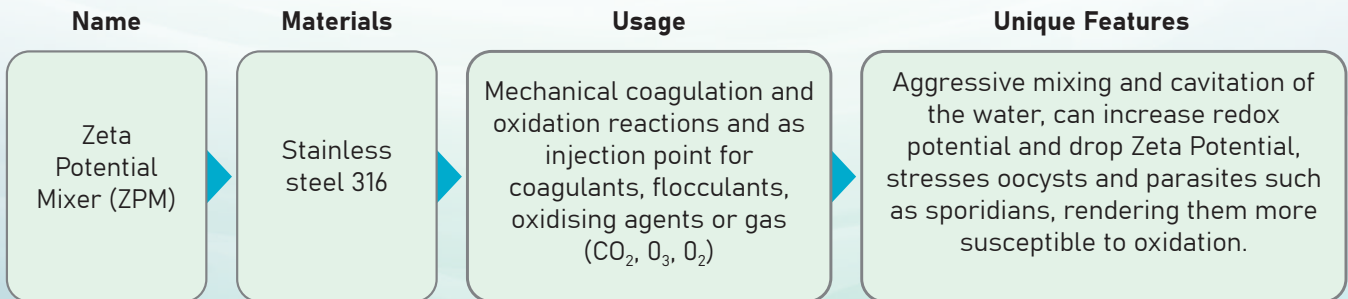 Name
Materials
Usage
Unique Features
Zeta
Potential
Mixer (ZPM)
Stainless
steel 316
Mechanical coagulation and
oxidation reactions and as
injection point for
coagulants, flocculants,
oxidising agents or gas
(CO₂, O₃, O₂)
Aggressive mixing and cavitation of
the water, can increase redox
potential and drop Zeta Potential,
stresses oocysts and parasites such
as sporidians, rendering them more
susceptible to oxidation.